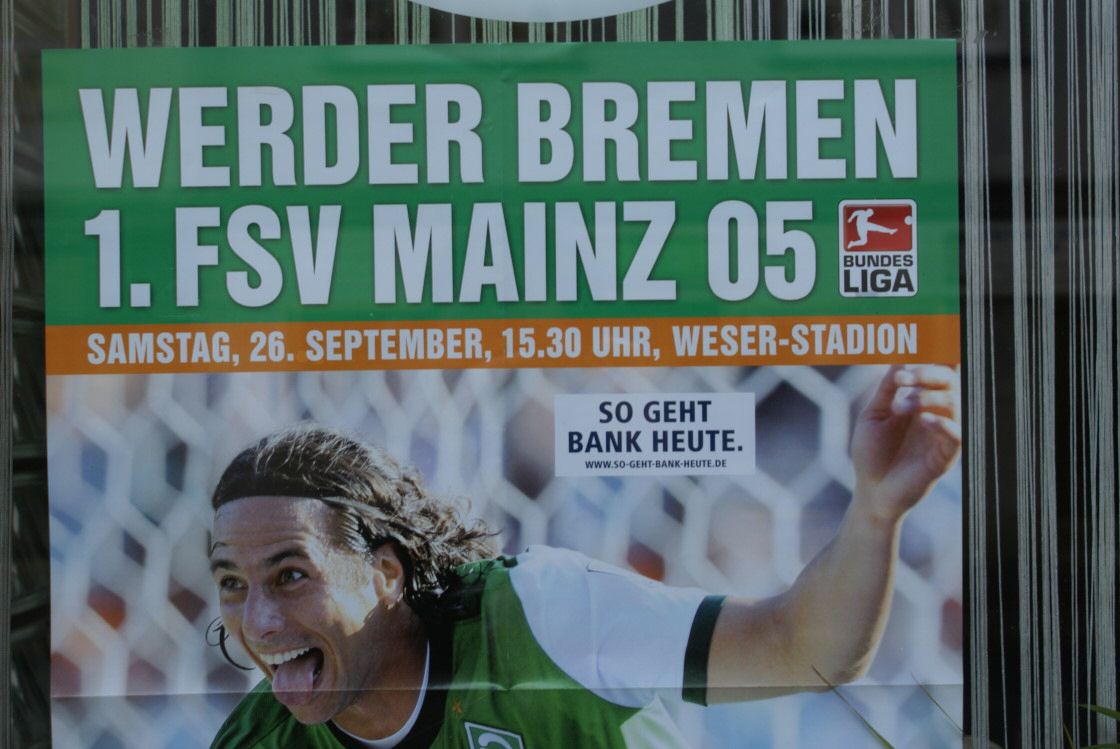 WERDER BREMEN
1. FSV MAINZ 05
BUNDES
LIGA
SAMSTAG, 26. SEPTEMBER, 15.30 UHR, WESER-STADION
SO GEHT
BANK HEUTE.
WWW.SO-GEHT-BANK-HEUTE.DE